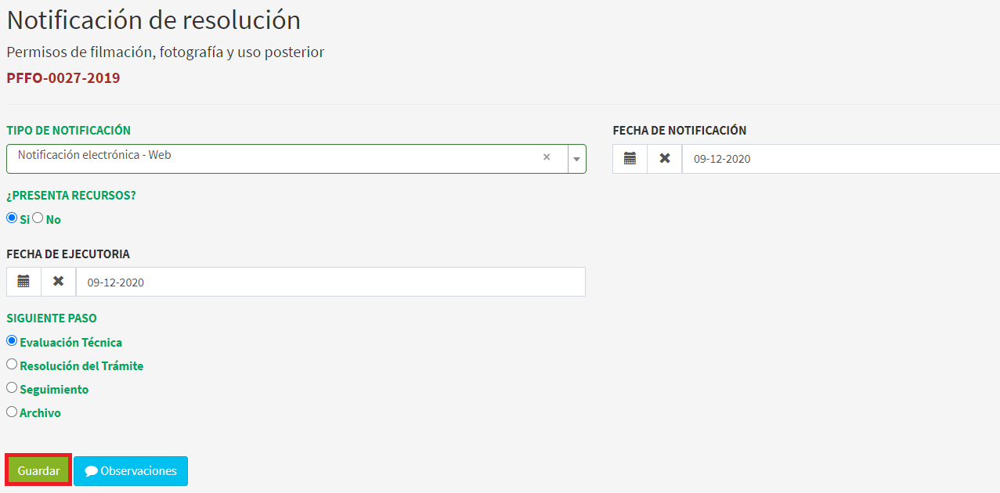 Notificación de resolución
Permisos de filmación, fotografía y uso posterior
PFFO-0027-2019
TIPO DE NOTIFICACIÓN
Notificación electrónica - Web ×
FECHA DE NOTIFICACIÓN
09-12-2020
¿PRESENTA RECURSOS?
Si No
FECHA DE EJECUTORIA
09-12-2020
SIGUIENTE PASO
Evaluación Técnica
Resolución del Trámite
Seguimiento
Archivo
Guardar Observaciones